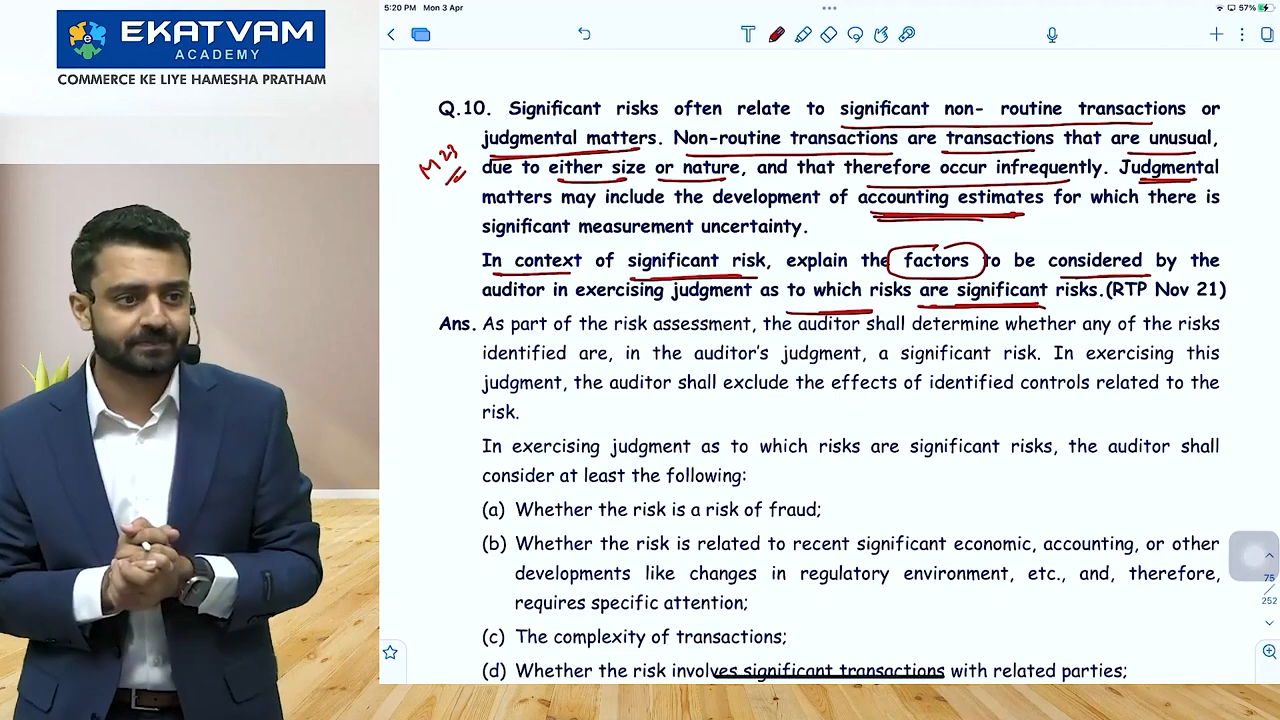 EKATVAM
ACADEMY
COMMERCE KE LIYE HAMESHA PRATHAM
5:20 PM Mon 3 Apr
57%
Q.10. Significant risks often relate to significant non- routine transactions or
judgmental matters. Non-routine transactions are transactions that are unusual,
M 23
due to either size or nature, and that therefore occur infrequently. Judgmental
matters may include the development of accounting estimates for which there is
significant measurement uncertainty.
In context of significant risk, explain the factors to be considered by the
auditor in exercising judgment as to which risks are significant risks.(RTP Nov 21)
Ans. As part of the risk assessment, the auditor shall determine whether any of the risks
identified are, in the auditor's judgment, a significant risk. In exercising this
judgment, the auditor shall exclude the effects of identified controls related to the
risk.
In exercising judgment as to which risks are significant risks, the auditor shall
consider at least the following:
(a) Whether the risk is a risk of fraud;
(b) Whether the risk is related to recent significant economic, accounting, or other
developments like changes in regulatory environment, etc., and, therefore,
requires specific attention;
(c) The complexity of transactions;
(d) Whether the risk involves significant transactions with related parties;
75
252